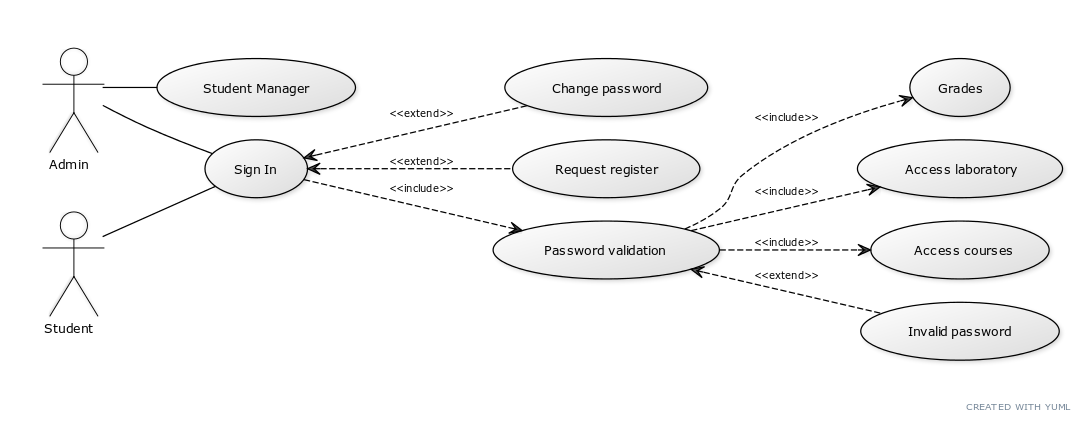 Admin
Student
Student Manager
Sign In
<<extend>>
<<extend>>
<<include>>
Change password
Request register
Password validation
<<include>>
<<include>>
<<include>>
<<extend>>
Grades
Access laboratory
Access courses
Invalid password
CREATED WITH YUML